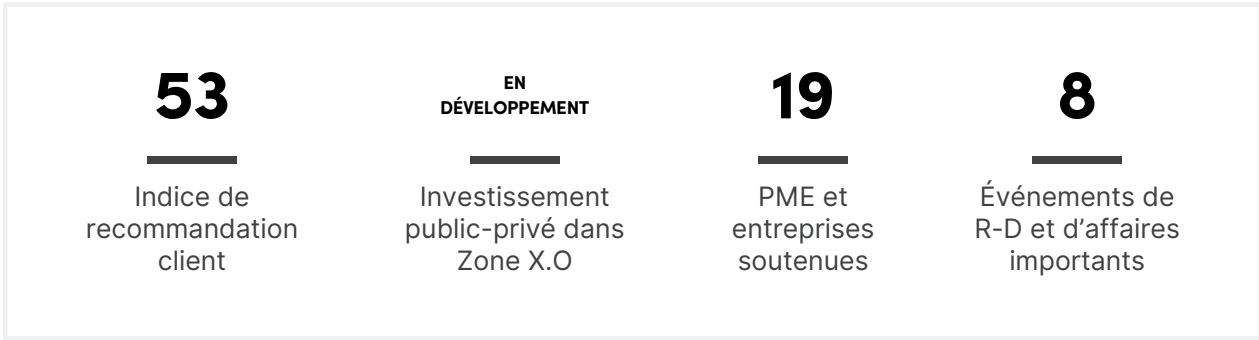 53
Indice de
recommandation
client
EN
DÉVELOPPEMENT
Investissement
public-privé dans
Zone X.O
19
PME et
entreprises
soutenues
8
Événements de
R-D et d’affaires
importants